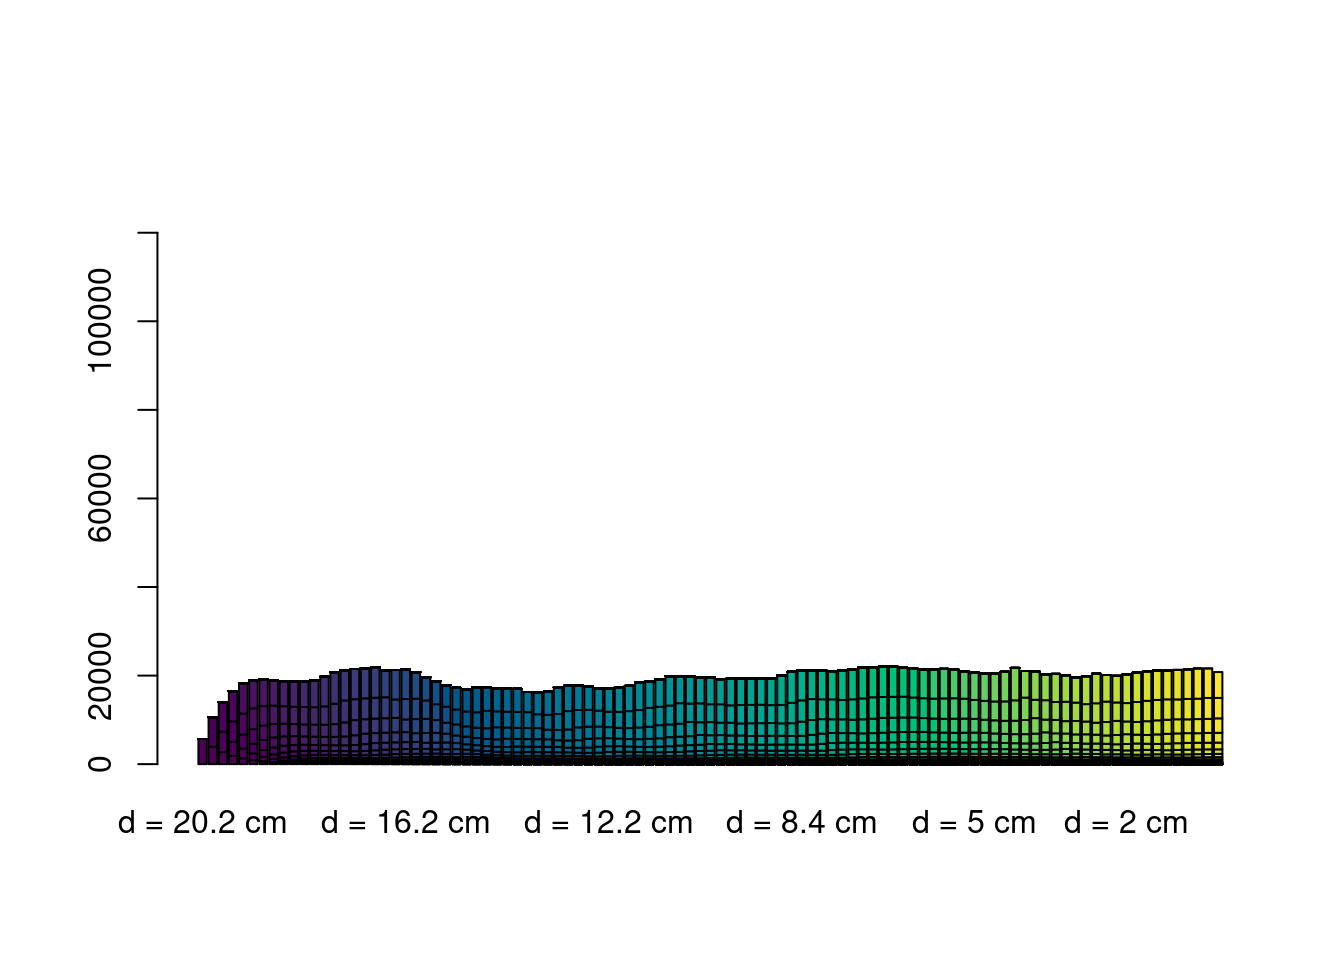 100000
60000
20000
0
d = 20.2 cm
d = 16.2 cm
d = 12.2 cm
d = 8.4 cm
d = 5 cm
d = 2 cm